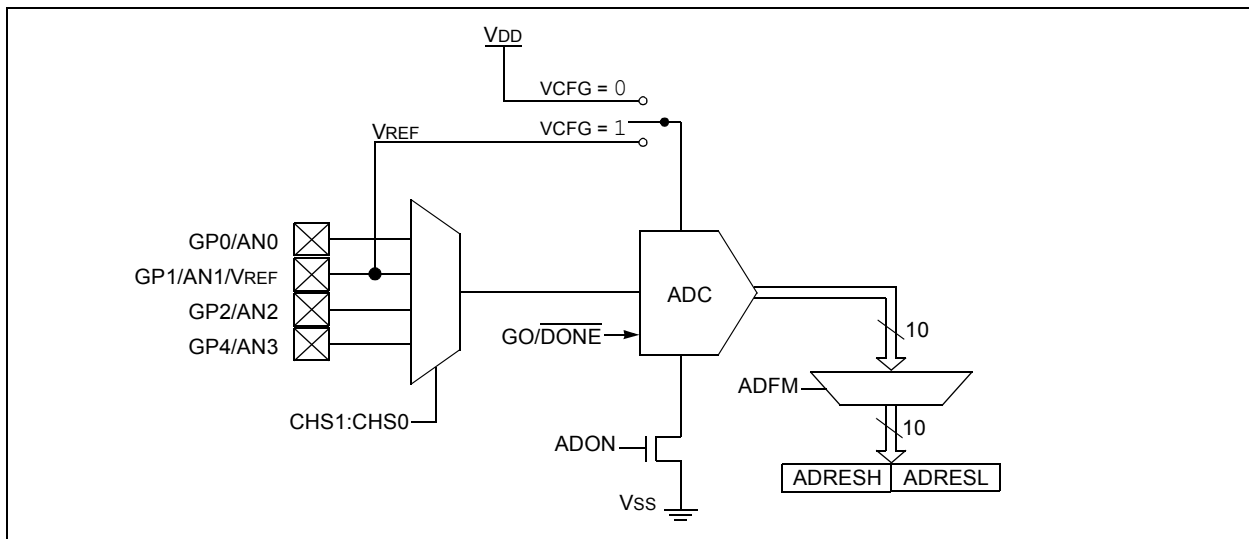 VDD
VCFG = 0
VCFG = 1
VREF
GP0/AN0
GP1/AN1/VREF
GP2/AN2
GP4/AN3
ADC
GO/DONE
10
ADFM
CHS1:CHS0
10
ADON
ADRESH ADRESL
VSS